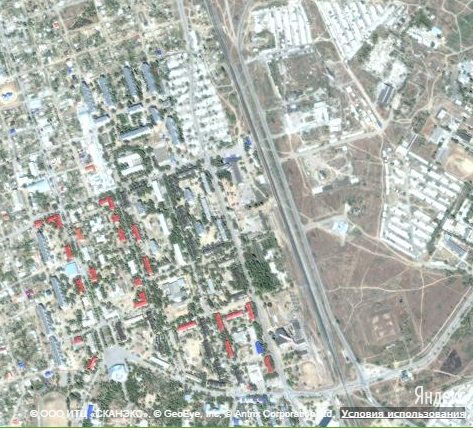 Яндекс
© ООО ИТЦ «СКАНЭКС», © GeoEye, Inc, © Antrix Corporation Ltd. Условия использования